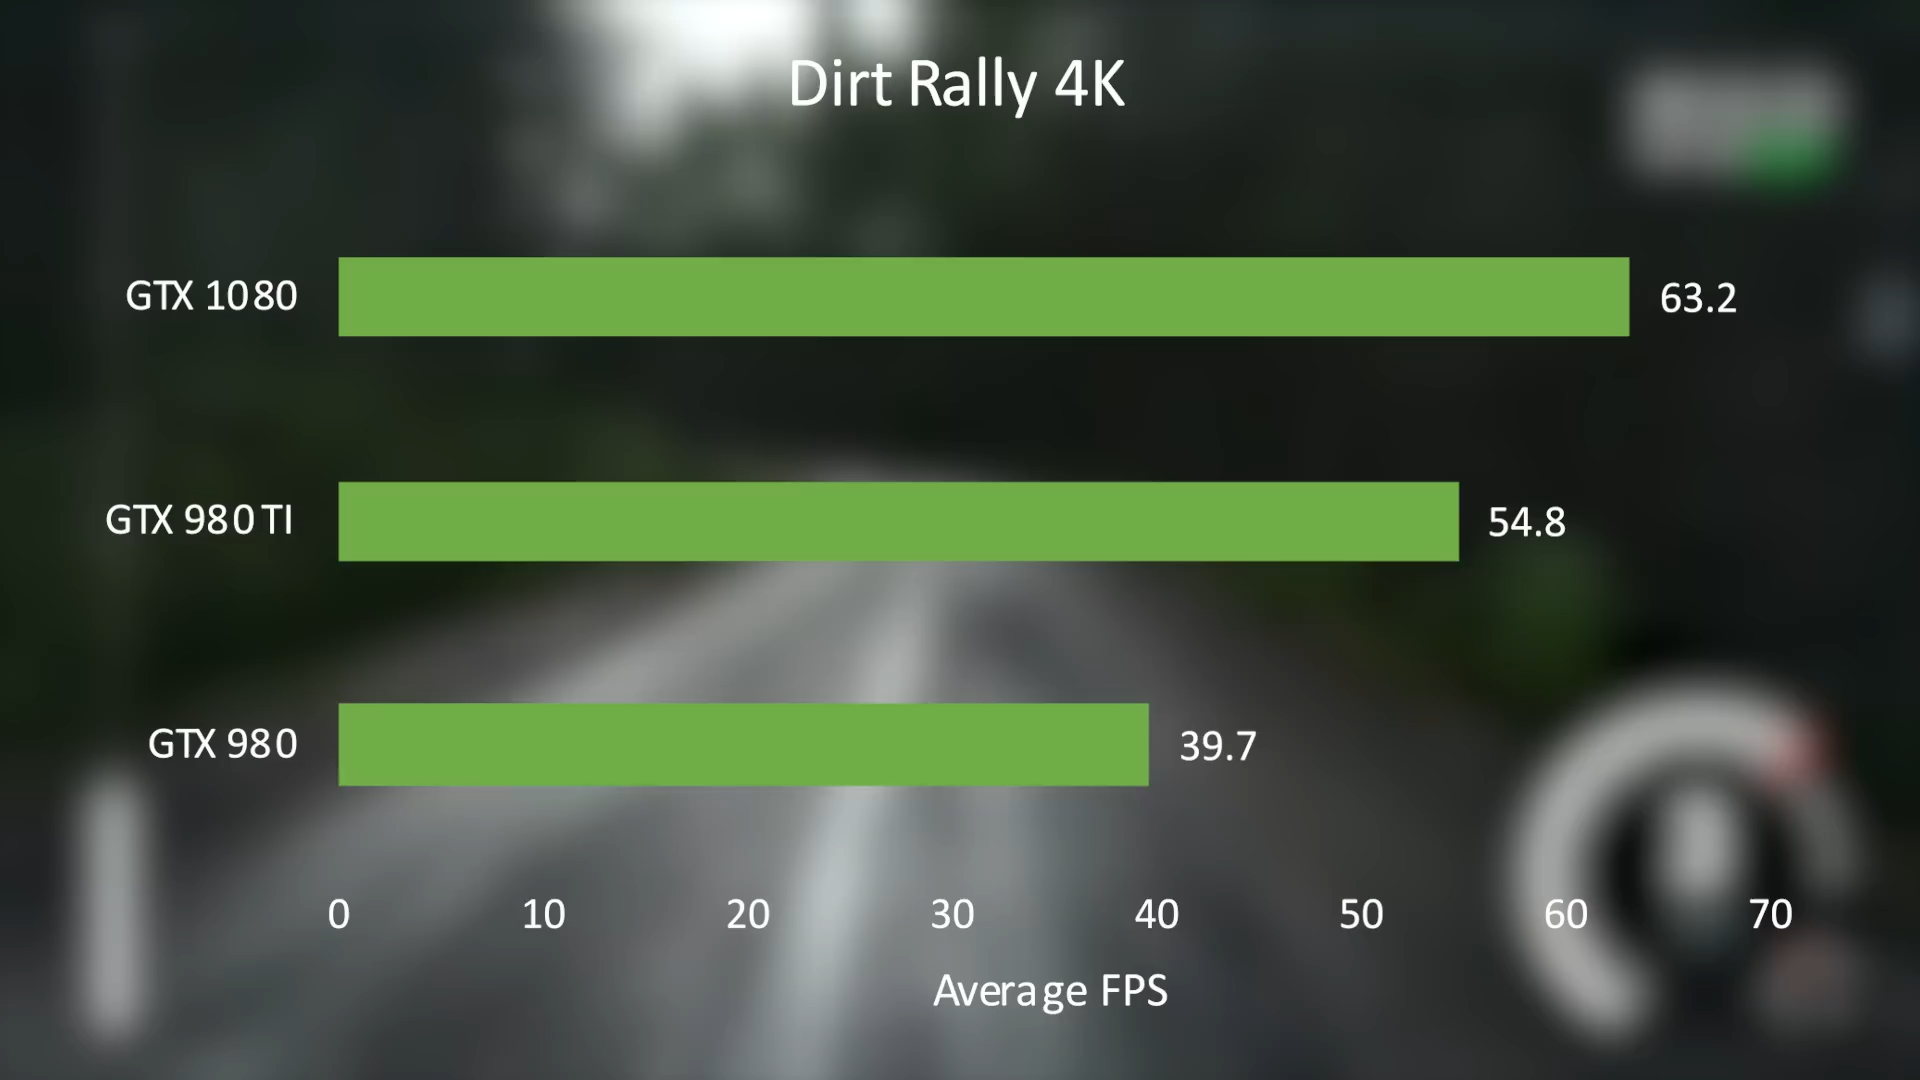 Dirt Rally 4K
GTX 1080 63.2
GTX 980 TI 54.8
GTX 980 39.7
0 10 20 30 40 50 60 70
Average FPS